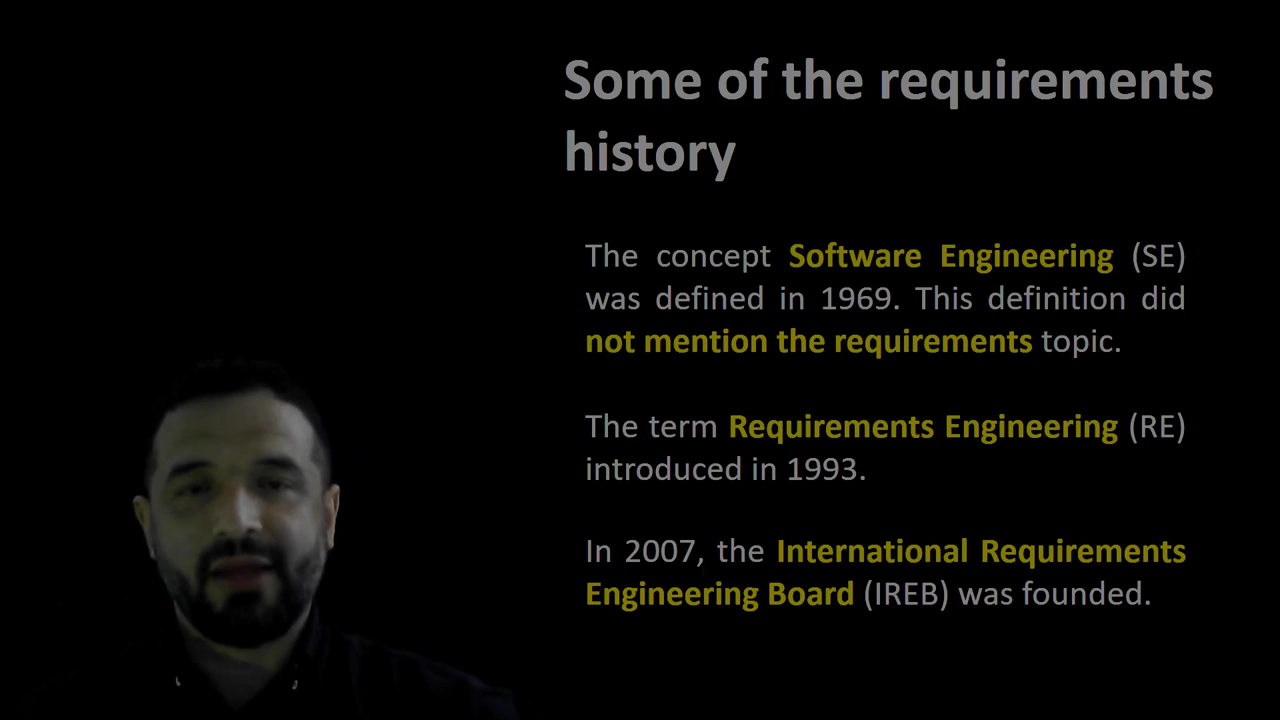 Some of the requirements
history
The concept Software Engineering (SE)
was defined in 1969. This definition did
not mention the requirements topic.
The term Requirements Engineering (RE)
introduced in 1993.
In 2007, the International Requirements
Engineering Board (IREB) was founded.